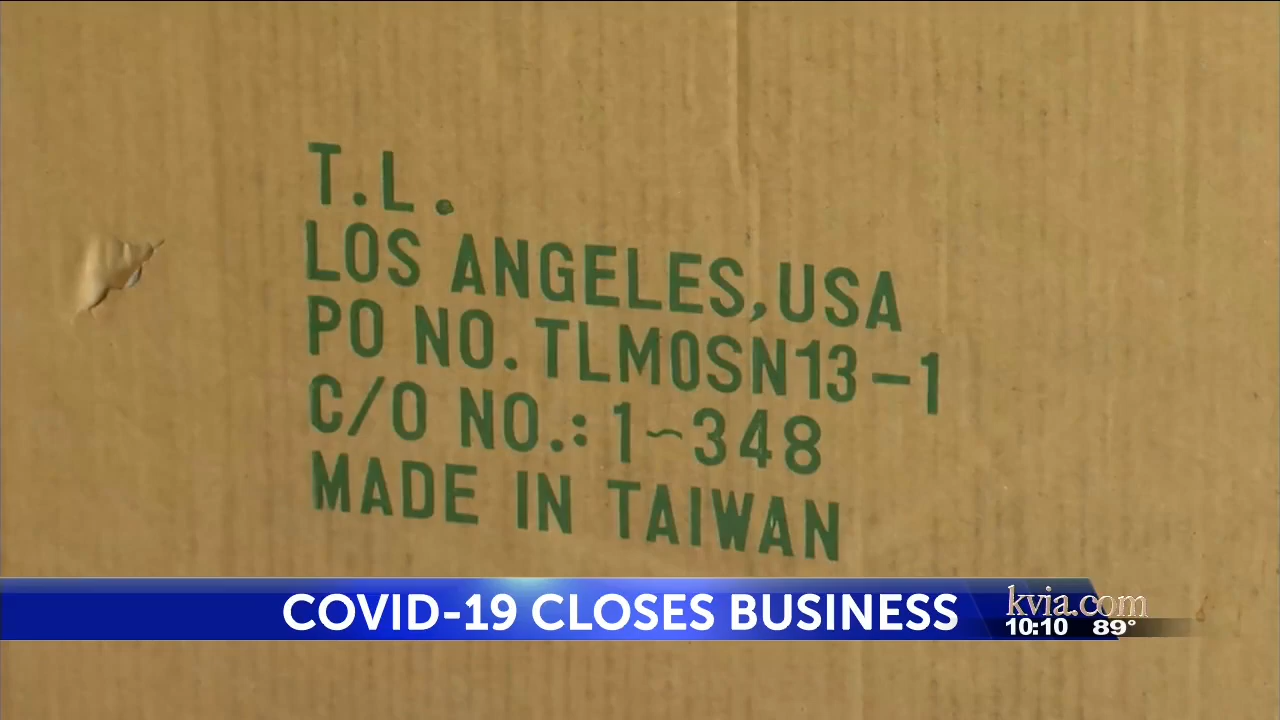 T.L.
LOS ANGELES,USA
PO NO.TLMOSN13-1
C/O NO.:1~348
MADE IN TAIWAN
COVID-19 CLOSES BUSINESS
kvia.com
10:10 89°